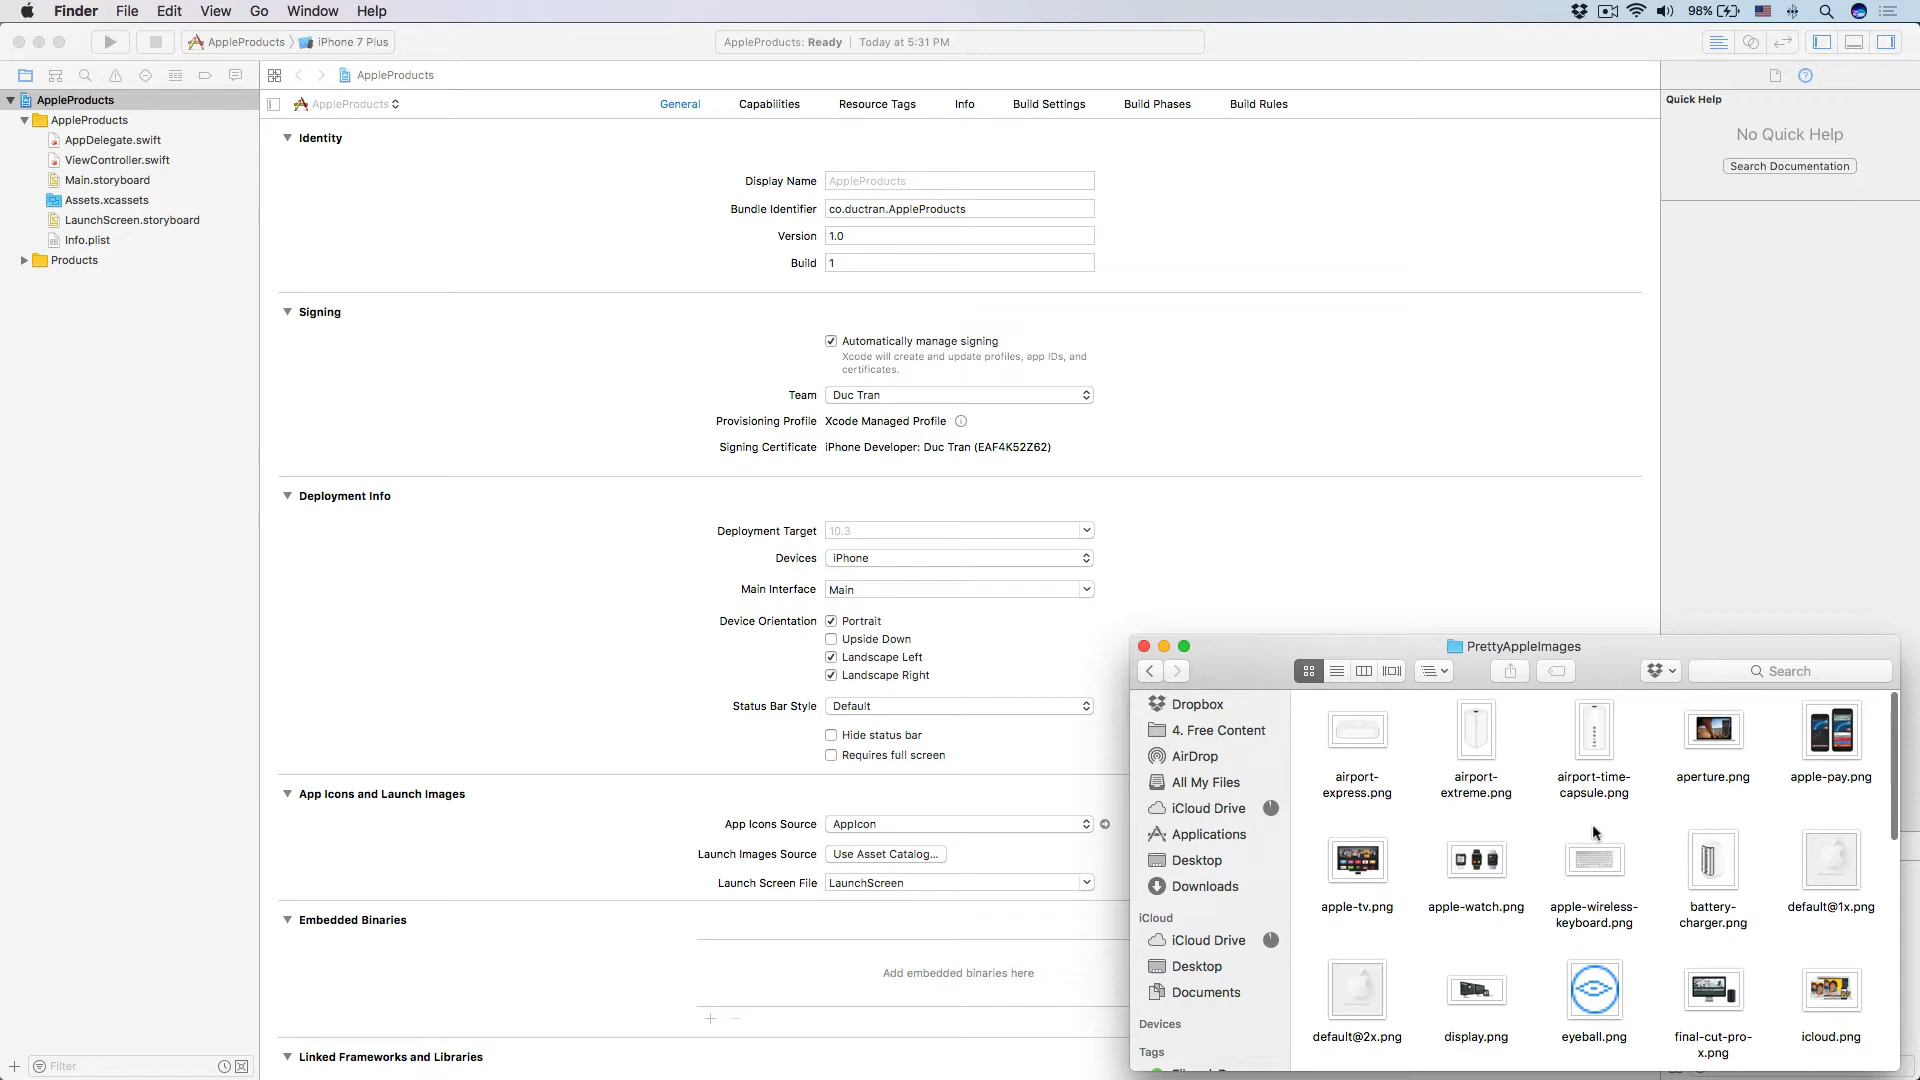 Finder File Edit View Go Window Help 98%
AppleProducts iPhone 7 Plus AppleProducts: Ready Today at 5:31 PM
AppleProducts
Quick Help
No Quick Help
Search Documentation
AppleProducts
AppleProducts
AppDelegate.swift
ViewController.swift
Main.storyboard
Assets.xcassets
LaunchScreen.storyboard
Info.plist
Products
Filter
AppleProducts General Capabilities Resource Tags Info Build Settings Build Phases Build Rules
Identity
Display Name AppleProducts
Bundle Identifier co.ductran.AppleProducts
Version 1.0
Build 1
Signing
Automatically manage signing
Xcode will create and update profiles, app IDs, and
certificates.
Team Duc Tran
Provisioning Profile Xcode Managed Profile
Signing Certificate iPhone Developer: Duc Tran (EAF4K52Z62)
Deployment Info
Deployment Target 10.3
Devices iPhone
Main Interface Main
Device Orientation Portrait
Upside Down
Landscape Left
Landscape Right
Status Bar Style Default
Hide status bar
Requires full screen
App Icons and Launch Images
App Icons Source AppIcon
Launch Images Source Use Asset Catalog...
Launch Screen File LaunchScreen
Embedded Binaries
Add embedded binaries here
Linked Frameworks and Libraries
PrettyAppleImages
Search
Dropbox
4. Free Content
AirDrop
All My Files
iCloud Drive
Applications
Desktop
Downloads
iCloud
iCloud Drive
Desktop
Documents
Devices
Tags
airport-
express.png
airport-
extreme.png
airport-time-
capsule.png
aperture.png
apple-pay.png
apple-tv.png
apple-watch.png
apple-wireless-
keyboard.png
battery-
charger.png
default@1x.png
default@2x.png
display.png
eyeball.png
final-cut-pro-
x.png
icloud.png